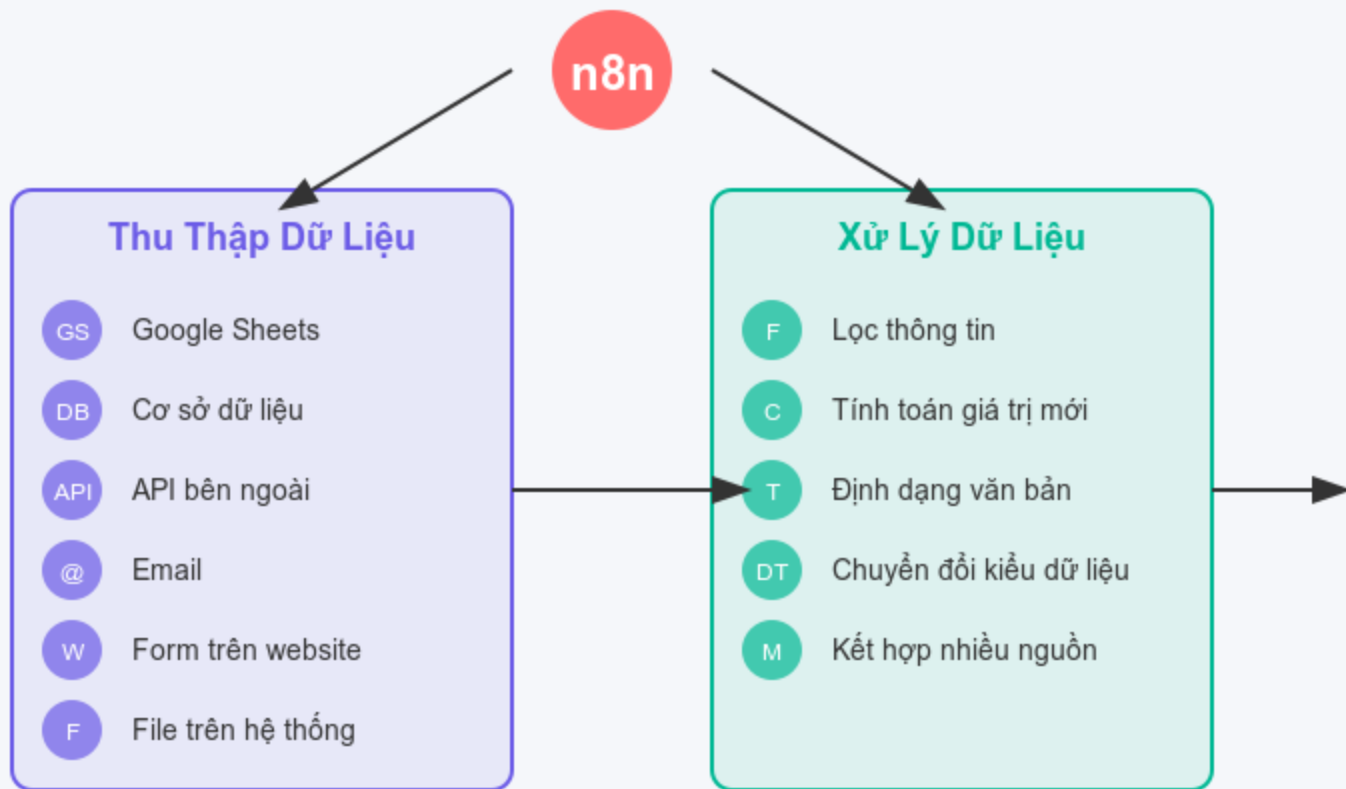 n8n
Thu Thập Dữ Liệu
GS Google Sheets
DB Cơ sở dữ liệu
API API bên ngoài
@ Email
W Form trên website
F File trên hệ thống
Xử Lý Dữ Liệu
F Lọc thông tin
C Tính toán giá trị mới
T Định dạng văn bản
DT Chuyển đổi kiểu dữ liệu
M Kết hợp nhiều nguồn